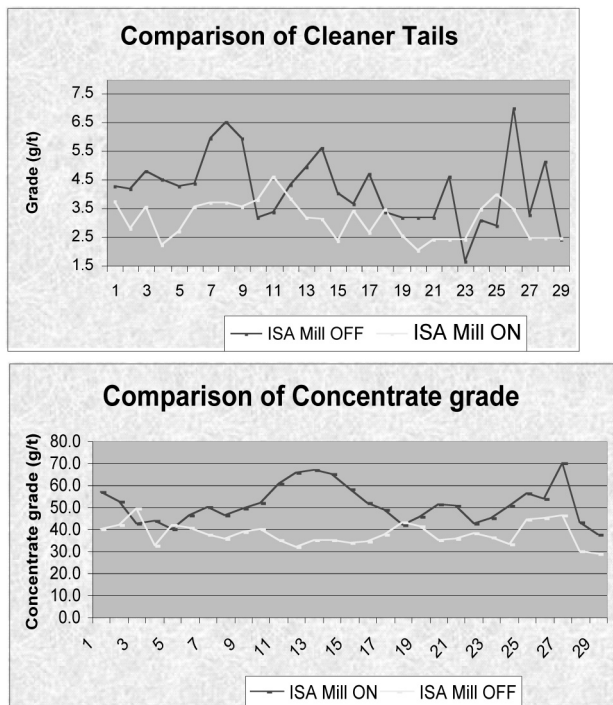 Comparison of Cleaner Tails
Grade (g/t)
7.5
6.5
5.5
4.5
3.5
2.5
1.5
1 3 5 7 9 11 13 15 17 19 21 23 25 27 29
ISA Mill OFF ISA Mill ON
Comparison of Concentrate grade
Concentrate grade (g/t)
80.0
70.0
60.0
50.0
40.0
30.0
20.0
10.0
0.0
1 3 5 7 9 11 13 15 17 19 21 23 25 27 29
ISA Mill ON ISA Mill OFF